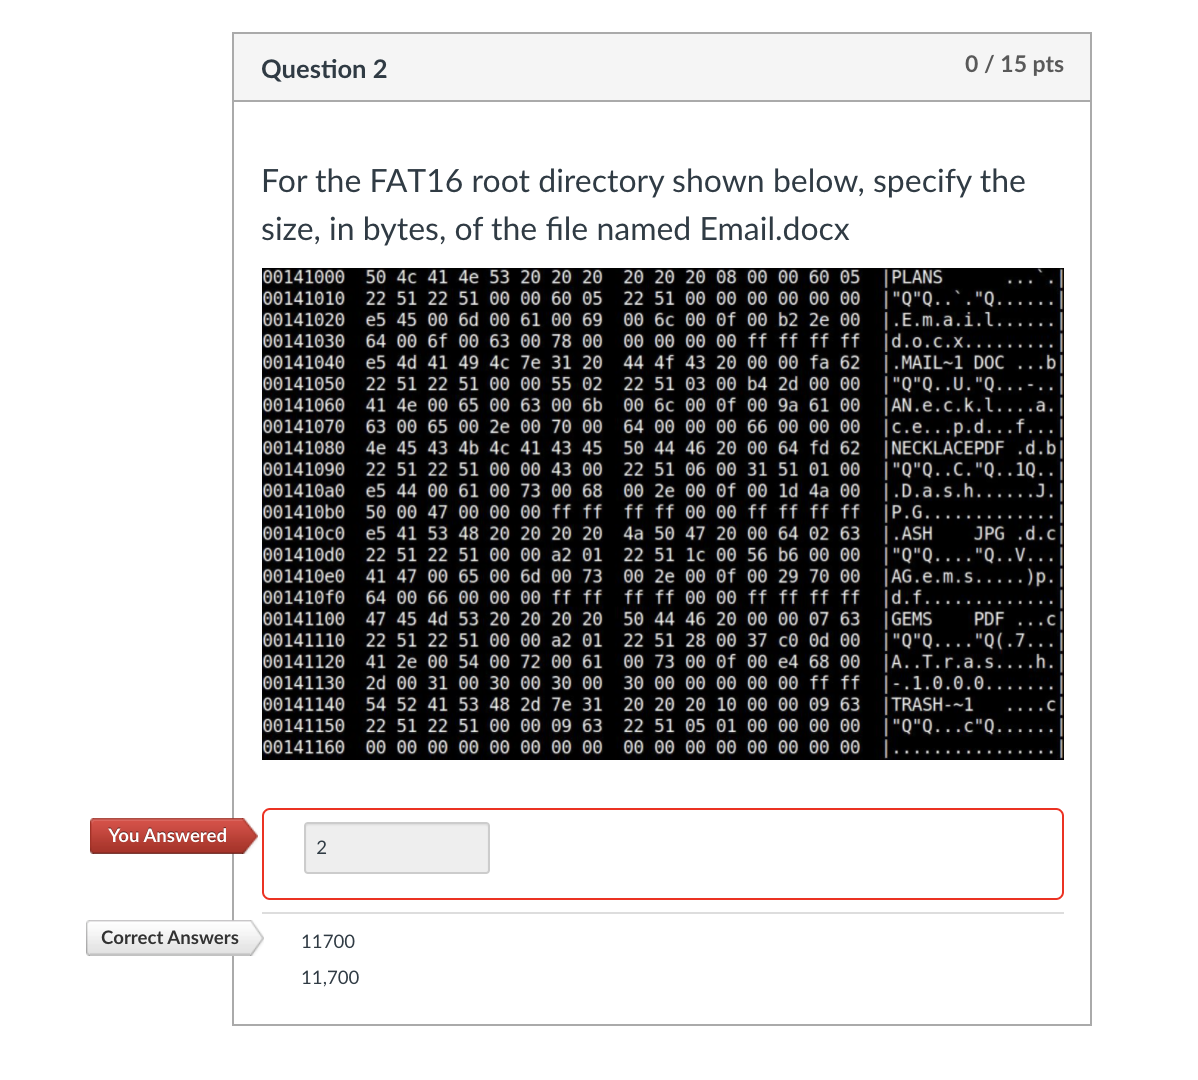 Question 2
0 / 15 pts
For the FAT16 root directory shown below, specify the
size, in bytes, of the file named Email.docx
00141000  50 4c 41 4e 53 20 20 20  20 20 20 08 00 00 60 05  |PLANS      ...`.|
00141010  22 51 22 51 00 00 60 05  22 51 00 00 00 00 00 00  |"Q"Q..`."Q......|
00141020  e5 45 00 6d 00 61 00 69  00 6c 00 0f 00 b2 2e 00  |.E.m.a.i.l......|
00141030  64 00 6f 00 63 00 78 00  00 00 00 00 ff ff ff ff  |d.o.c.x.........|
00141040  e5 4d 41 49 4c 7e 31 20  44 4f 43 20 00 00 fa 62  |.MAIL~1 DOC ...b|
00141050  22 51 22 51 00 00 55 02  22 51 03 00 b4 2d 00 00  |"Q"Q..U."Q...-..|
00141060  41 4e 00 65 00 63 00 6b  00 6c 00 0f 00 9a 61 00  |AN.e.c.k.l....a.|
00141070  63 00 65 00 2e 00 70 00  64 00 00 00 66 00 00 00  |c.e...p.d...f...|
00141080  4e 45 43 4b 4c 41 43 45  50 44 46 20 00 64 fd 62  |NECKLACEPDF .d.b|
00141090  22 51 22 51 00 00 43 00  22 51 06 00 31 51 01 00  |"Q"Q..C."Q..1Q..|
001410a0  e5 44 00 61 00 73 00 68  00 2e 00 0f 00 1d 4a 00  |.D.a.s.h......J.|
001410b0  50 00 47 00 00 00 ff ff  ff ff 00 00 ff ff ff ff  |P.G.............|
001410c0  e5 41 53 48 20 20 20 20  4a 50 47 20 00 64 02 63  |.ASH    JPG .d.c|
001410d0  22 51 22 51 00 00 a2 01  22 51 1c 00 56 b6 00 00  |"Q"Q...."Q..V...|
001410e0  41 47 00 65 00 6d 00 73  00 2e 00 0f 00 29 70 00  |AG.e.m.s.....)p.|
001410f0  64 00 66 00 00 00 ff ff  ff ff 00 00 ff ff ff ff  |d.f.............|
00141100  47 45 4d 53 20 20 20 20  50 44 46 20 00 00 07 63  |GEMS    PDF ...c|
00141110  22 51 22 51 00 00 a2 01  22 51 28 00 37 c0 0d 00  |"Q"Q...."Q(.7...|
00141120  41 2e 00 54 00 72 00 61  00 73 00 0f 00 e4 68 00  |A..T.r.a.s....h.|
00141130  2d 00 31 00 30 00 30 00  30 00 00 00 00 00 ff ff  |-.1.0.0.0.......|
00141140  54 52 41 53 48 2d 7e 31  20 20 20 10 00 00 09 63  |TRASH-~1   ....c|
00141150  22 51 22 51 00 00 09 63  22 51 05 01 00 00 00 00  |"Q"Q...c"Q......|
00141160  00 00 00 00 00 00 00 00  00 00 00 00 00 00 00 00  |................|
You Answered
2
Correct Answers
11700
11,700